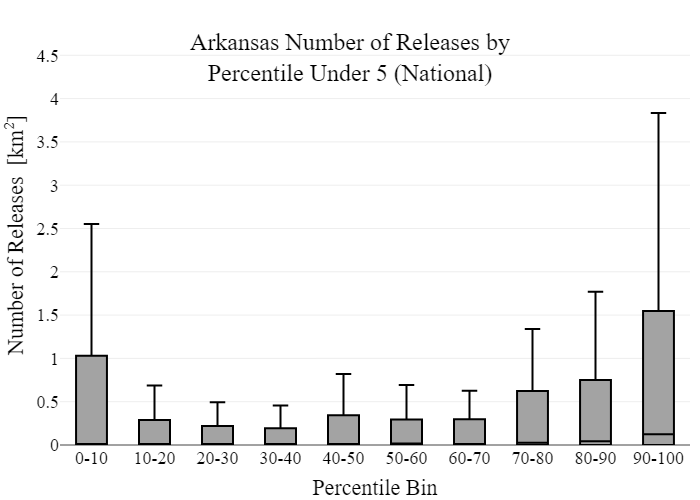 Arkansas Number of Releases by
Percentile Under 5 (National)
Number of Releases [km²]
4.5
4
3.5
3
2.5
2
1.5
1
0.5
0
0-10 10-20 20-30 30-40 40-50 50-60 60-70 70-80 80-90 90-100
Percentile Bin